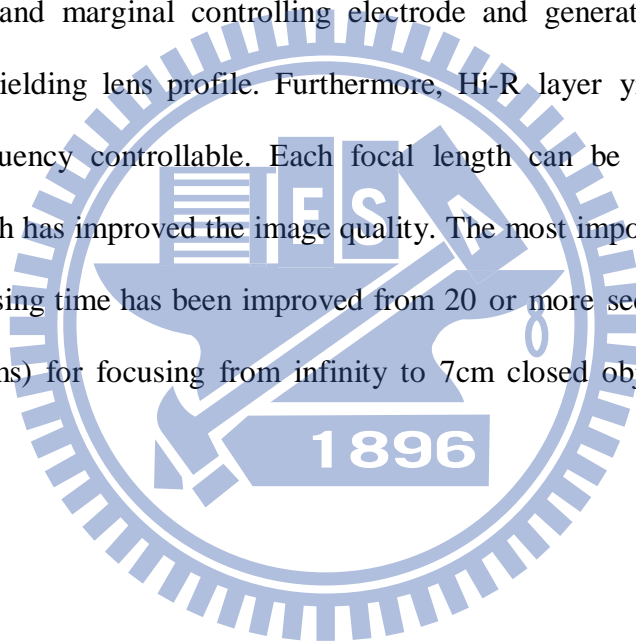 and marginal controlling electrode and generat
ielding lens profile. Furthermore, Hi-R layer y
uency controllable. Each focal length can be
h has improved the image quality. The most impo
sing time has been improved from 20 or more sec
ns) for focusing from infinity to 7cm closed obj
ES
1896